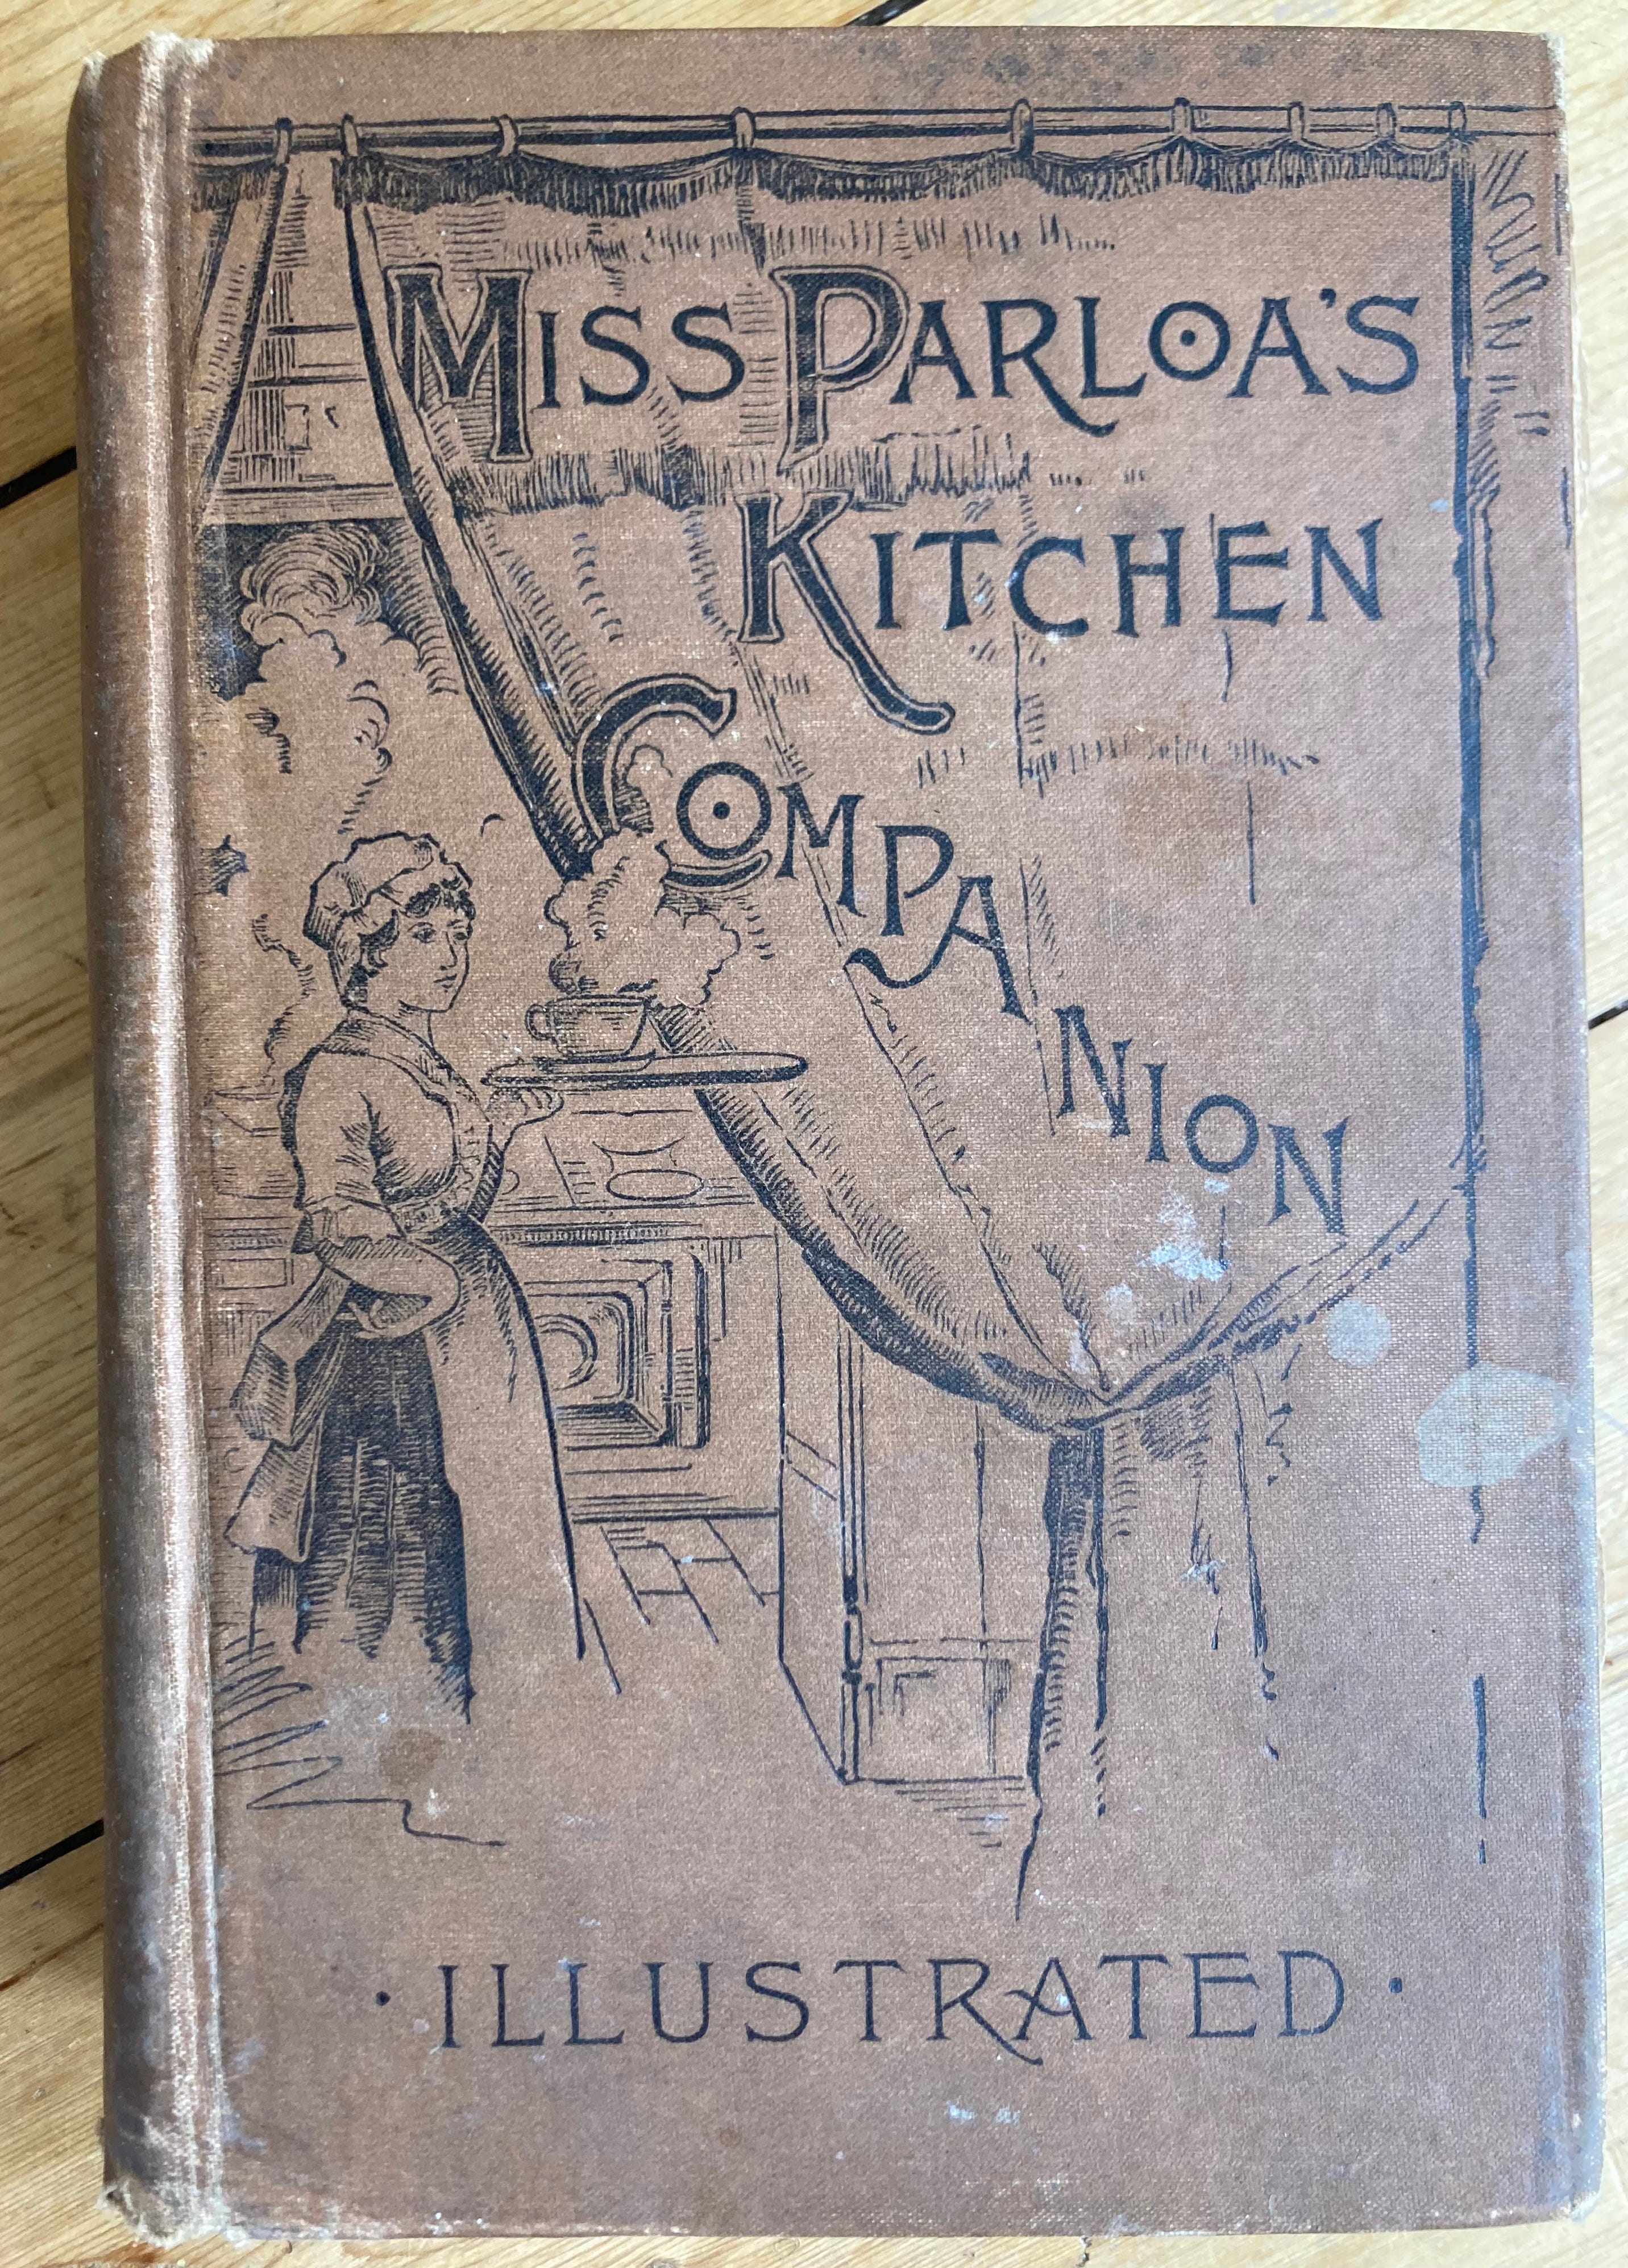 MISS PARLOA'S
KITCHEN
COMPANION
· ILLUSTRATED ·